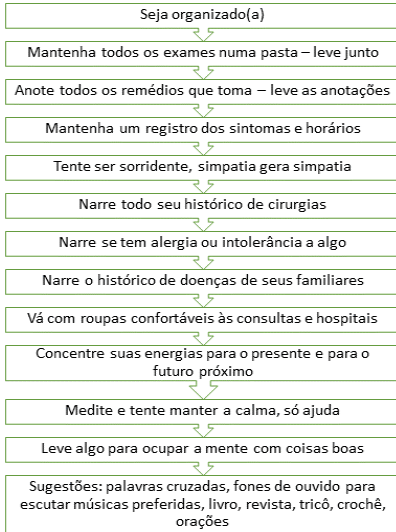 Seja organizado(a)
Mantenha todos os exames numa pasta – leve junto
Anote todos os remédios que toma – leve as anotações
Mantenha um registro dos sintomas e horários
Tente ser sorridente, simpatia gera simpatia
Narre todo seu histórico de cirurgias
Narre se tem alergia ou intolerância a algo
Narre o histórico de doenças de seus familiares
Vá com roupas confortáveis às consultas e hospitais
Concentre suas energias para o presente e para o
futuro próximo
Medite e tente manter a calma, só ajuda
Leve algo para ocupar a mente com coisas boas
Sugestões: palavras cruzadas, fones de ouvido para
escutar músicas preferidas, livro, revista, tricô, crochê,
orações